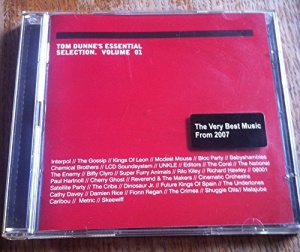 TOM DUNNE'S ESSENTIAL
SELECTION. VOLUME 01
The Very Best Music
From 2007
Interpol // The Gossip // Kings Of Leon // Modest Mouse // Bloc Party // Babyshambles
Chemical Brothers // LCD Soundsystem // UNKLE // Editors // The Coral // The National
The Enemy // Biffy Clyro // Super Furry Animals // Rilo Kiley // Richard Hawley // 08001
Paul Hartnoll // Cherry Ghost // Reverend & The Makers // Cinematic Orchestra
Satellite Party // The Cribs // Dinosaur Jr. // Future Kings Of Spain // The Undertones
Cathy Davey // Damien Rice // Fionn Regan // The Crimea // Shuggie Otis// Malajube
Caribou // Metric // Skeewiff